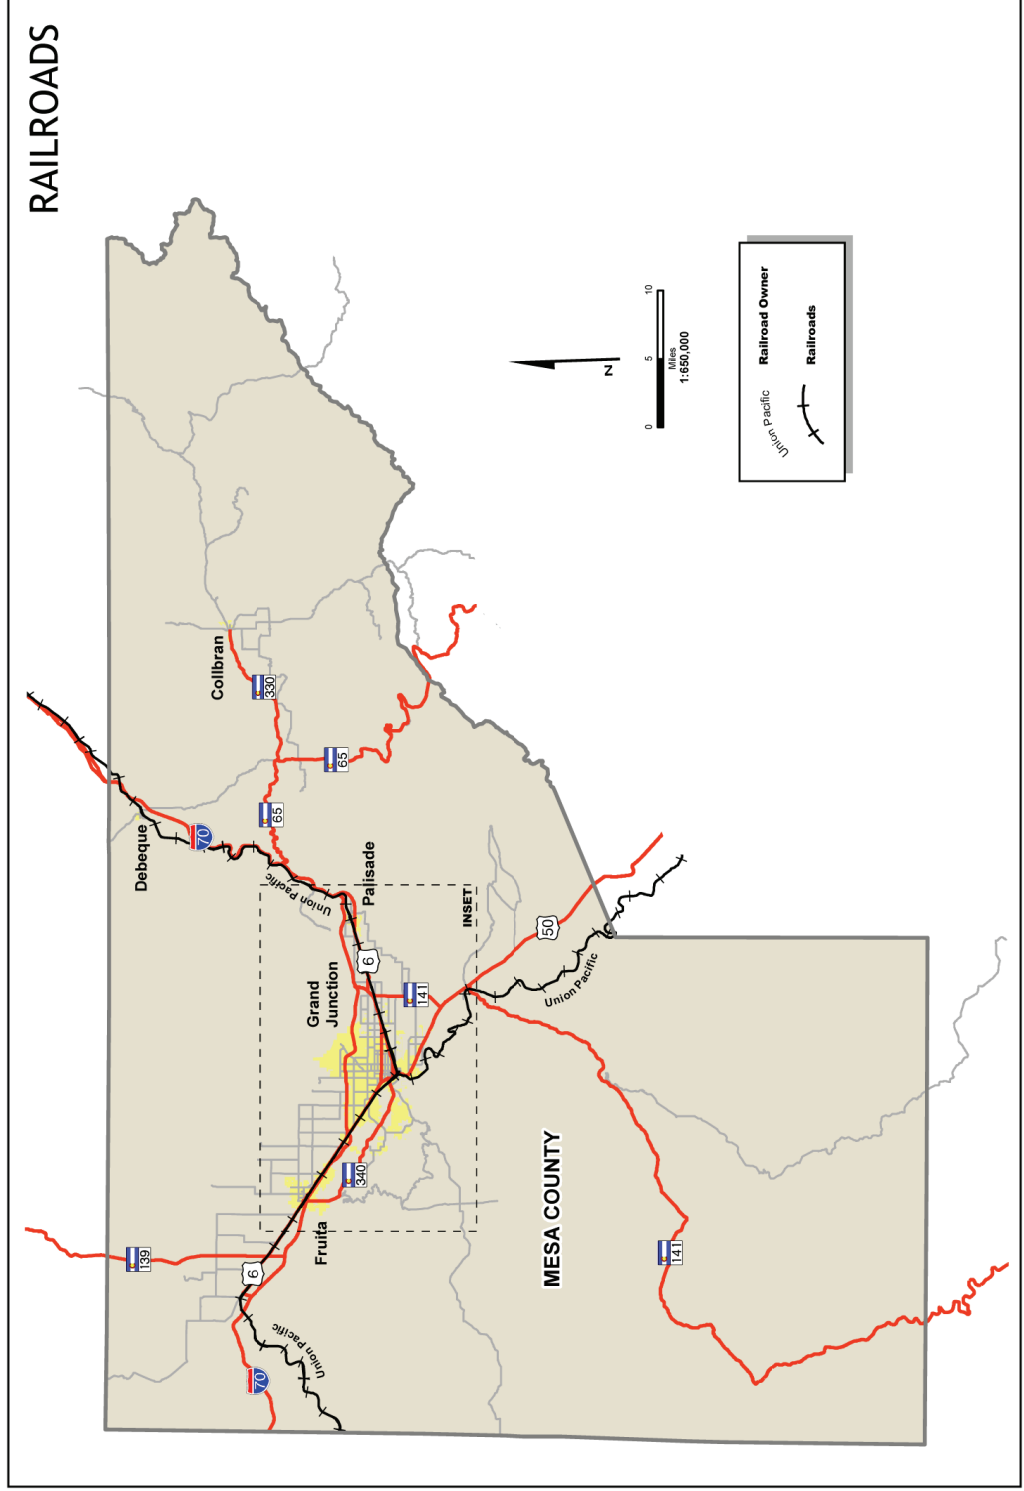 RAILROADS
Debeque
Collbran
330
65
65
70
Union Pacific
Palisade
INSET
6
Grand
Junction
141
50
Union Pacific
340
Fruita
139
6
70
Union Pacific
MESA COUNTY
141
N
0
5
10
Miles
1:650,000
Union Pacific
Railroad Owner
Railroads